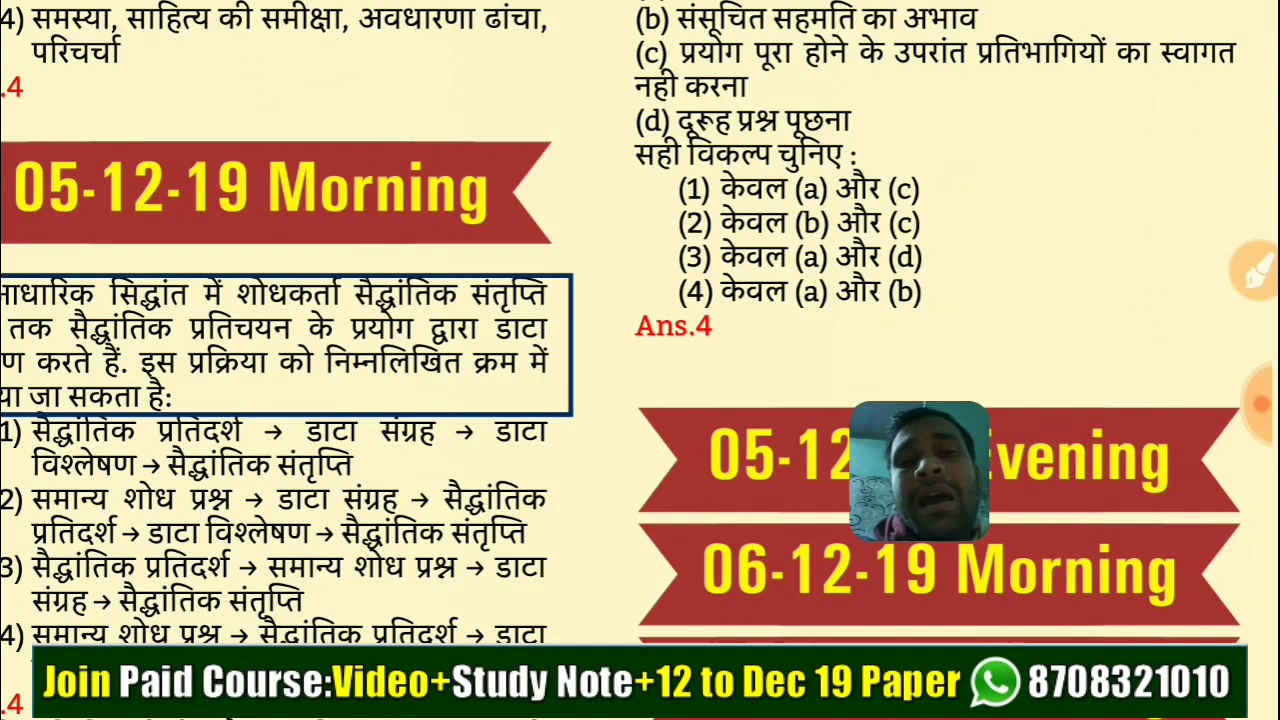 4) समस्या, साहित्य की समीक्षा, अवधारणा ढांचा,
परिचर्चा
.4
05-12-19 Morning
आधारिक सिद्धांत में शोधकर्ता सैद्धांतिक संतृप्ति
तक सैद्धांतिक प्रतिचयन के प्रयोग द्वारा डाटा
ण करते हैं. इस प्रक्रिया को निम्नलिखित क्रम में
या जा सकता है:
1) सैद्धांतिक प्रतिदर्श → डाटा संग्रह → डाटा
विश्लेषण → सैद्धांतिक संतृप्ति
2) समान्य शोध प्रश्न → डाटा संग्रह → सैद्धांतिक
प्रतिदर्श → डाटा विश्लेषण → सैद्धांतिक संतृप्ति
3) सैद्धांतिक प्रतिदर्श → समान्य शोध प्रश्न → डाटा
संग्रह → सैद्धांतिक संतृप्ति
4) समान्य शोध प्रश्न → सैद्धांतिक प्रतिदर्श → डाटा
.4
(b) संसूचित सहमति का अभाव
(c) प्रयोग पूरा होने के उपरांत प्रतिभागियों का स्वागत
नही करना
(d) दूरूह प्रश्न पूछना
सही विकल्प चुनिए :
(1) केवल (a) और (c)
(2) केवल (b) और (c)
(3) केवल (a) और (d)
(4) केवल (a) और (b)
Ans.4
05-12 vening
06-12-19 Morning
Join Paid Course:Video+Study Note+12 to Dec 19 Paper 8708321010